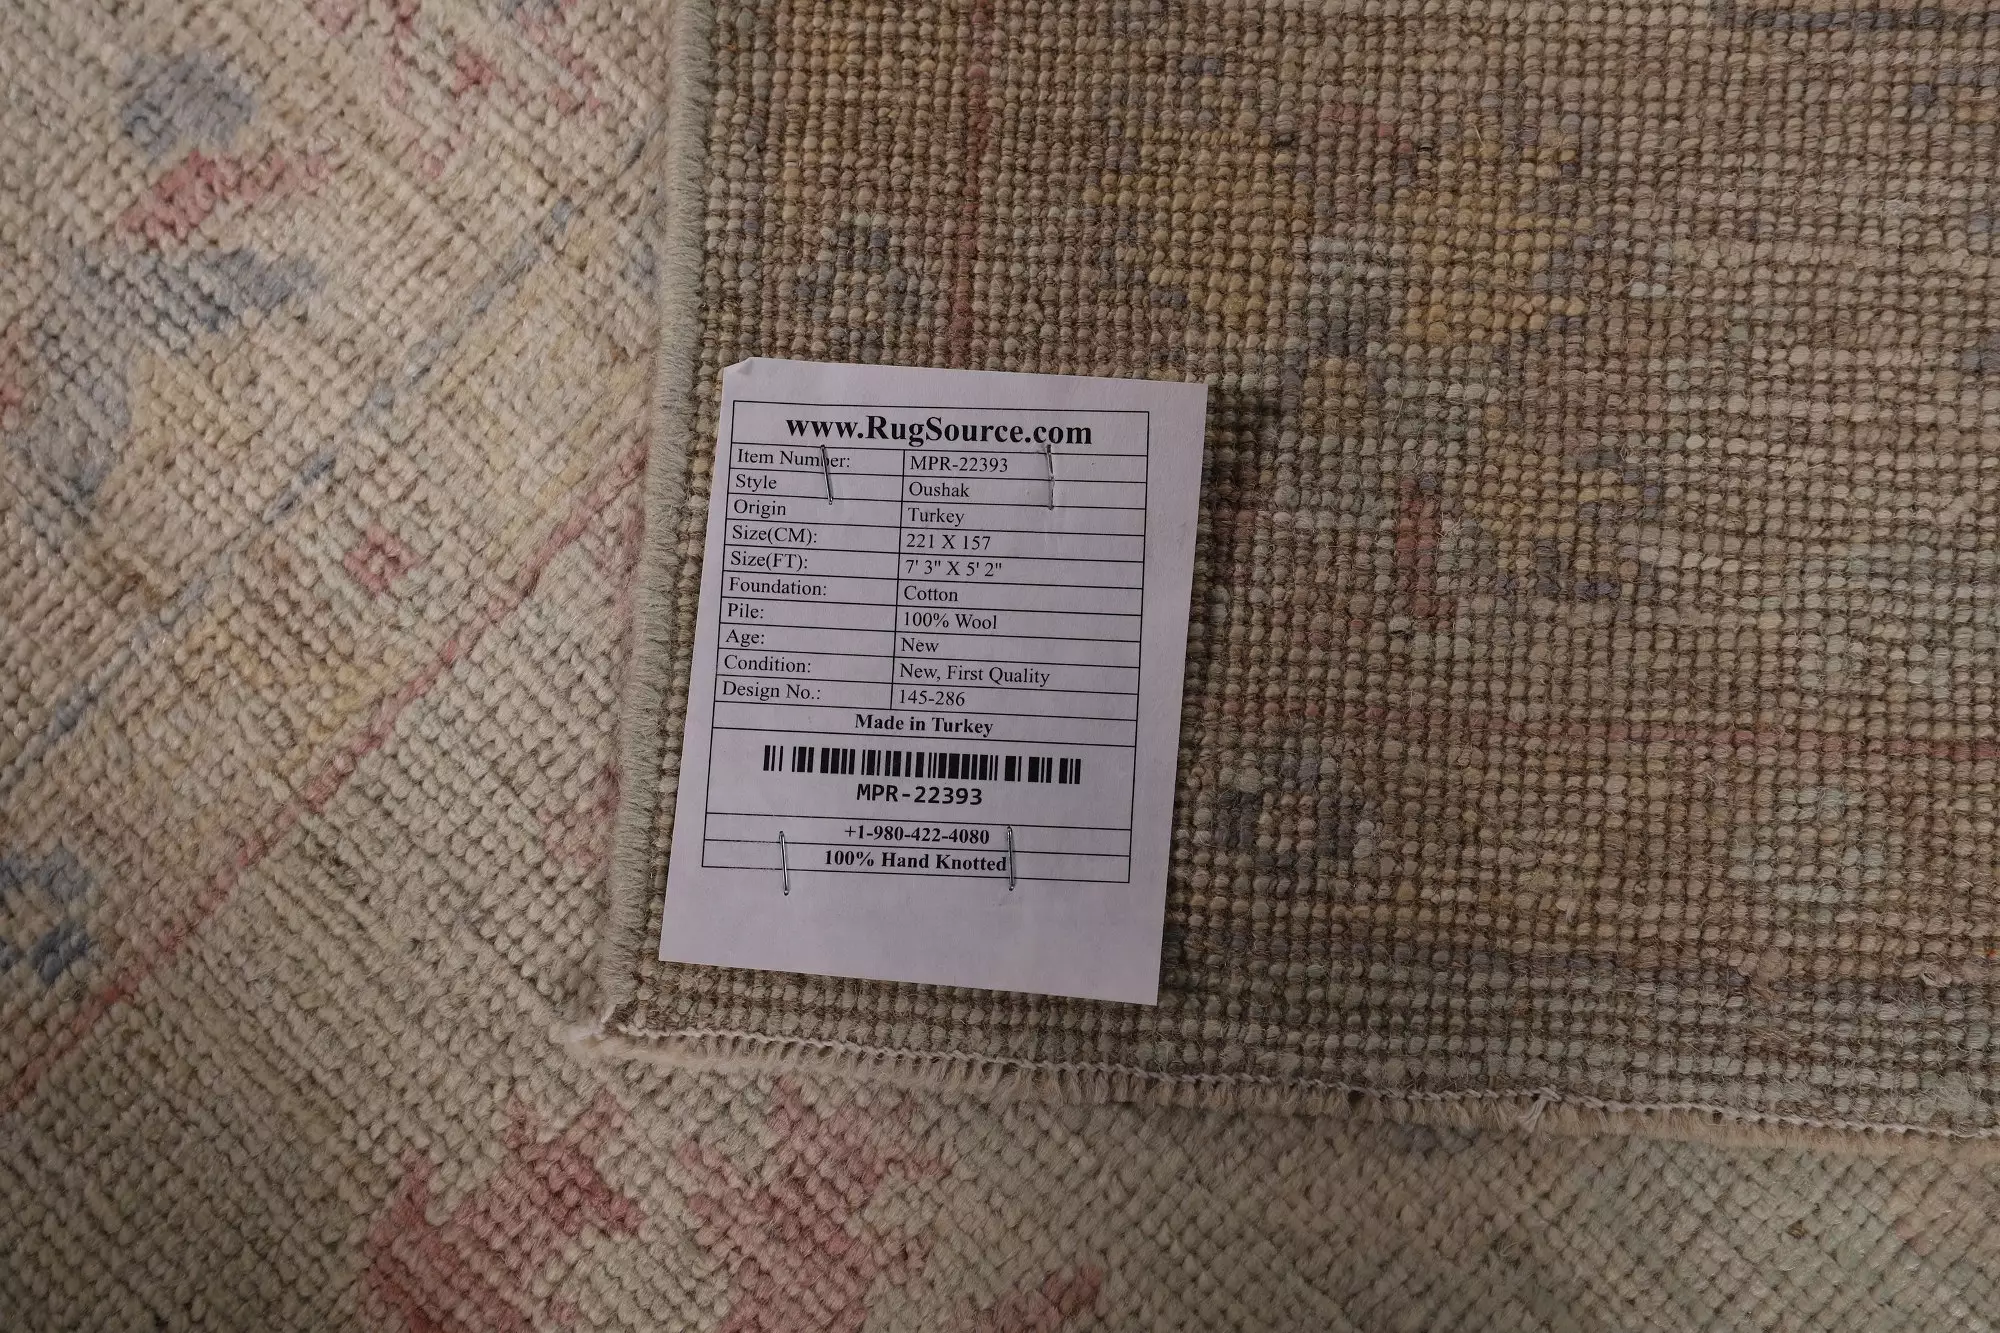 www.RugSource.com
Item Number: MPR-22393
Style Oushak
Origin Turkey
Size(CM): 221 X 157
Size(FT): 7' 3" X 5' 2"
Foundation: Cotton
Pile: 100% Wool
Age: New
Condition: New, First Quality
Design No.: 145-286
Made in Turkey
MPR-22393
+1-980-422-4080
100% Hand Knotted